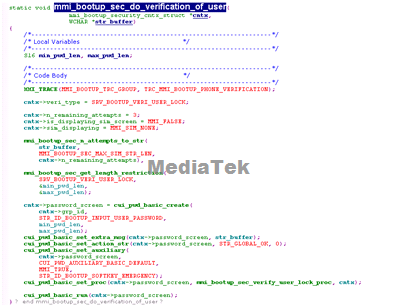 static void mmi_bootup_sec_do_verification_of_user(
mmi_bootup_security_cntx_struct *cntx,
WCHAR *str_buffer)
{
/*----------------------------------------------------------------*/
/* Local Variables */
/*----------------------------------------------------------------*/
S16 min_pwd_len, max_pwd_len;
/*----------------------------------------------------------------*/
/* Code Body */
/*----------------------------------------------------------------*/
MMI_TRACE(MMI_BOOTUP_TRC_GROUP, TRC_MMI_BOOTUP_PHONE_VERIFICATION);
cntx->veri_type = SRV_BOOTUP_VERI_USER_LOCK;
cntx->n_remaining_attempts = 3;
cntx->is_displaying_sim_screen = MMI_FALSE;
cntx->sim_displaying = MMI_SIM_NONE;
mmi_bootup_sec_n_attempts_to_str(
str_buffer,
MMI_BOOTUP_SEC_MAX_SIM_STR_LEN,
cntx->n_remaining_attempts);
MediaTek
mmi_bootup_sec_get_length_restriction(
SRV_BOOTUP_VERI_USER_LOCK,
&min_pwd_len,
&max_pwd_len);
cntx->password_screen = cui_pwd_basic_create(
cntx->grp_id,
STR_ID_BOOTUP_INPUT_USER_PASSWORD,
min_pwd_len,
max_pwd_len);
cui_pwd_basic_set_extra_msg(cntx->password_screen, str_buffer);
cui_pwd_basic_set_action_str(cntx->password_screen, STR_GLOBAL_OK, 0);
cui_pwd_basic_set_auxiliary(
cntx->password_screen,
CUI_PWD_AUXILIARY_BASIC_DEFAULT,
MMI_TRUE,
STR_ID_BOOTUP_SOFTKEY_EMERGENCY);
cui_pwd_basic_set_proc(cntx->password_screen, mmi_bootup_sec_verify_user_lock_proc, cntx);
cui_pwd_basic_run(cntx->password_screen);
} ? end mmi_bootup_sec_do_verification_of_user ?